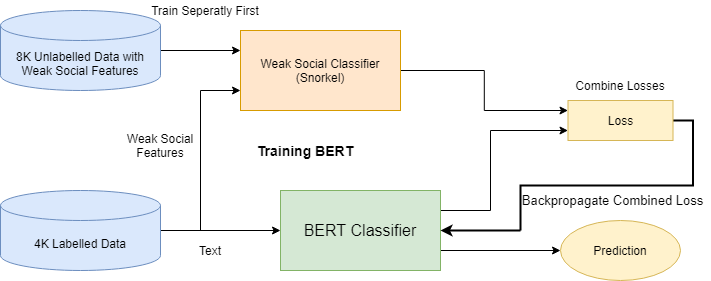 Train Seperatly First
8K Unlabelled Data with
Weak Social Features
Weak Social Classifier
(Snorkel)
Combine Losses
Loss
Weak Social
Features
Training BERT
Backpropagate Combined Loss
4K Labelled Data
Text
BERT Classifier
Prediction